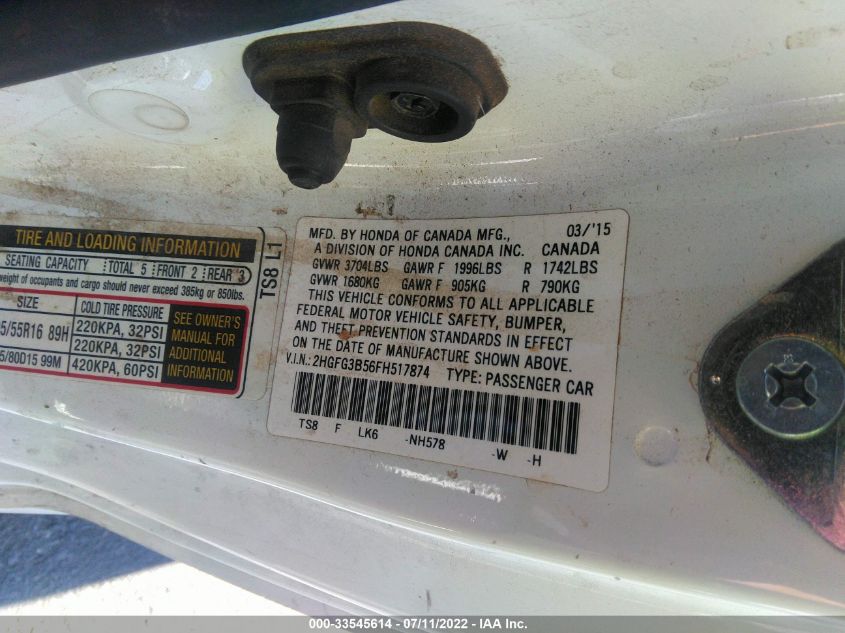 TIRE AND LOADING INFORMATION
SEATING CAPACITY TOTAL 5 FRONT 2 REAR 3
weight of occupants and cargo should never exceed 385kg or 850lbs.
SIZE COLD TIRE PRESSURE
5/55R16 89H 220KPA, 32PSI
220KPA, 32PSI
5/80D15 99M 420KPA, 60PSI
SEE OWNER'S
MANUAL FOR
ADDITIONAL
INFORMATION
TS8 L1
MFD. BY HONDA OF CANADA MFG., 03/'15
A DIVISION OF HONDA CANADA INC. CANADA
GVWR 3704LBS GAWR F 1996LBS R 1742LBS
GVWR 1680KG GAWR F 905KG R 790KG
THIS VEHICLE CONFORMS TO ALL APPLICABLE
FEDERAL MOTOR VEHICLE SAFETY, BUMPER,
AND THEFT PREVENTION STANDARDS IN EFFECT
ON THE DATE OF MANUFACTURE SHOWN ABOVE.
V.I.N.: 2HGFG3B56FH517874 TYPE: PASSENGER CAR
TS8 F LK6 -NH578 -W -H
000-33545614 - 07/11/2022 - IAA Inc.